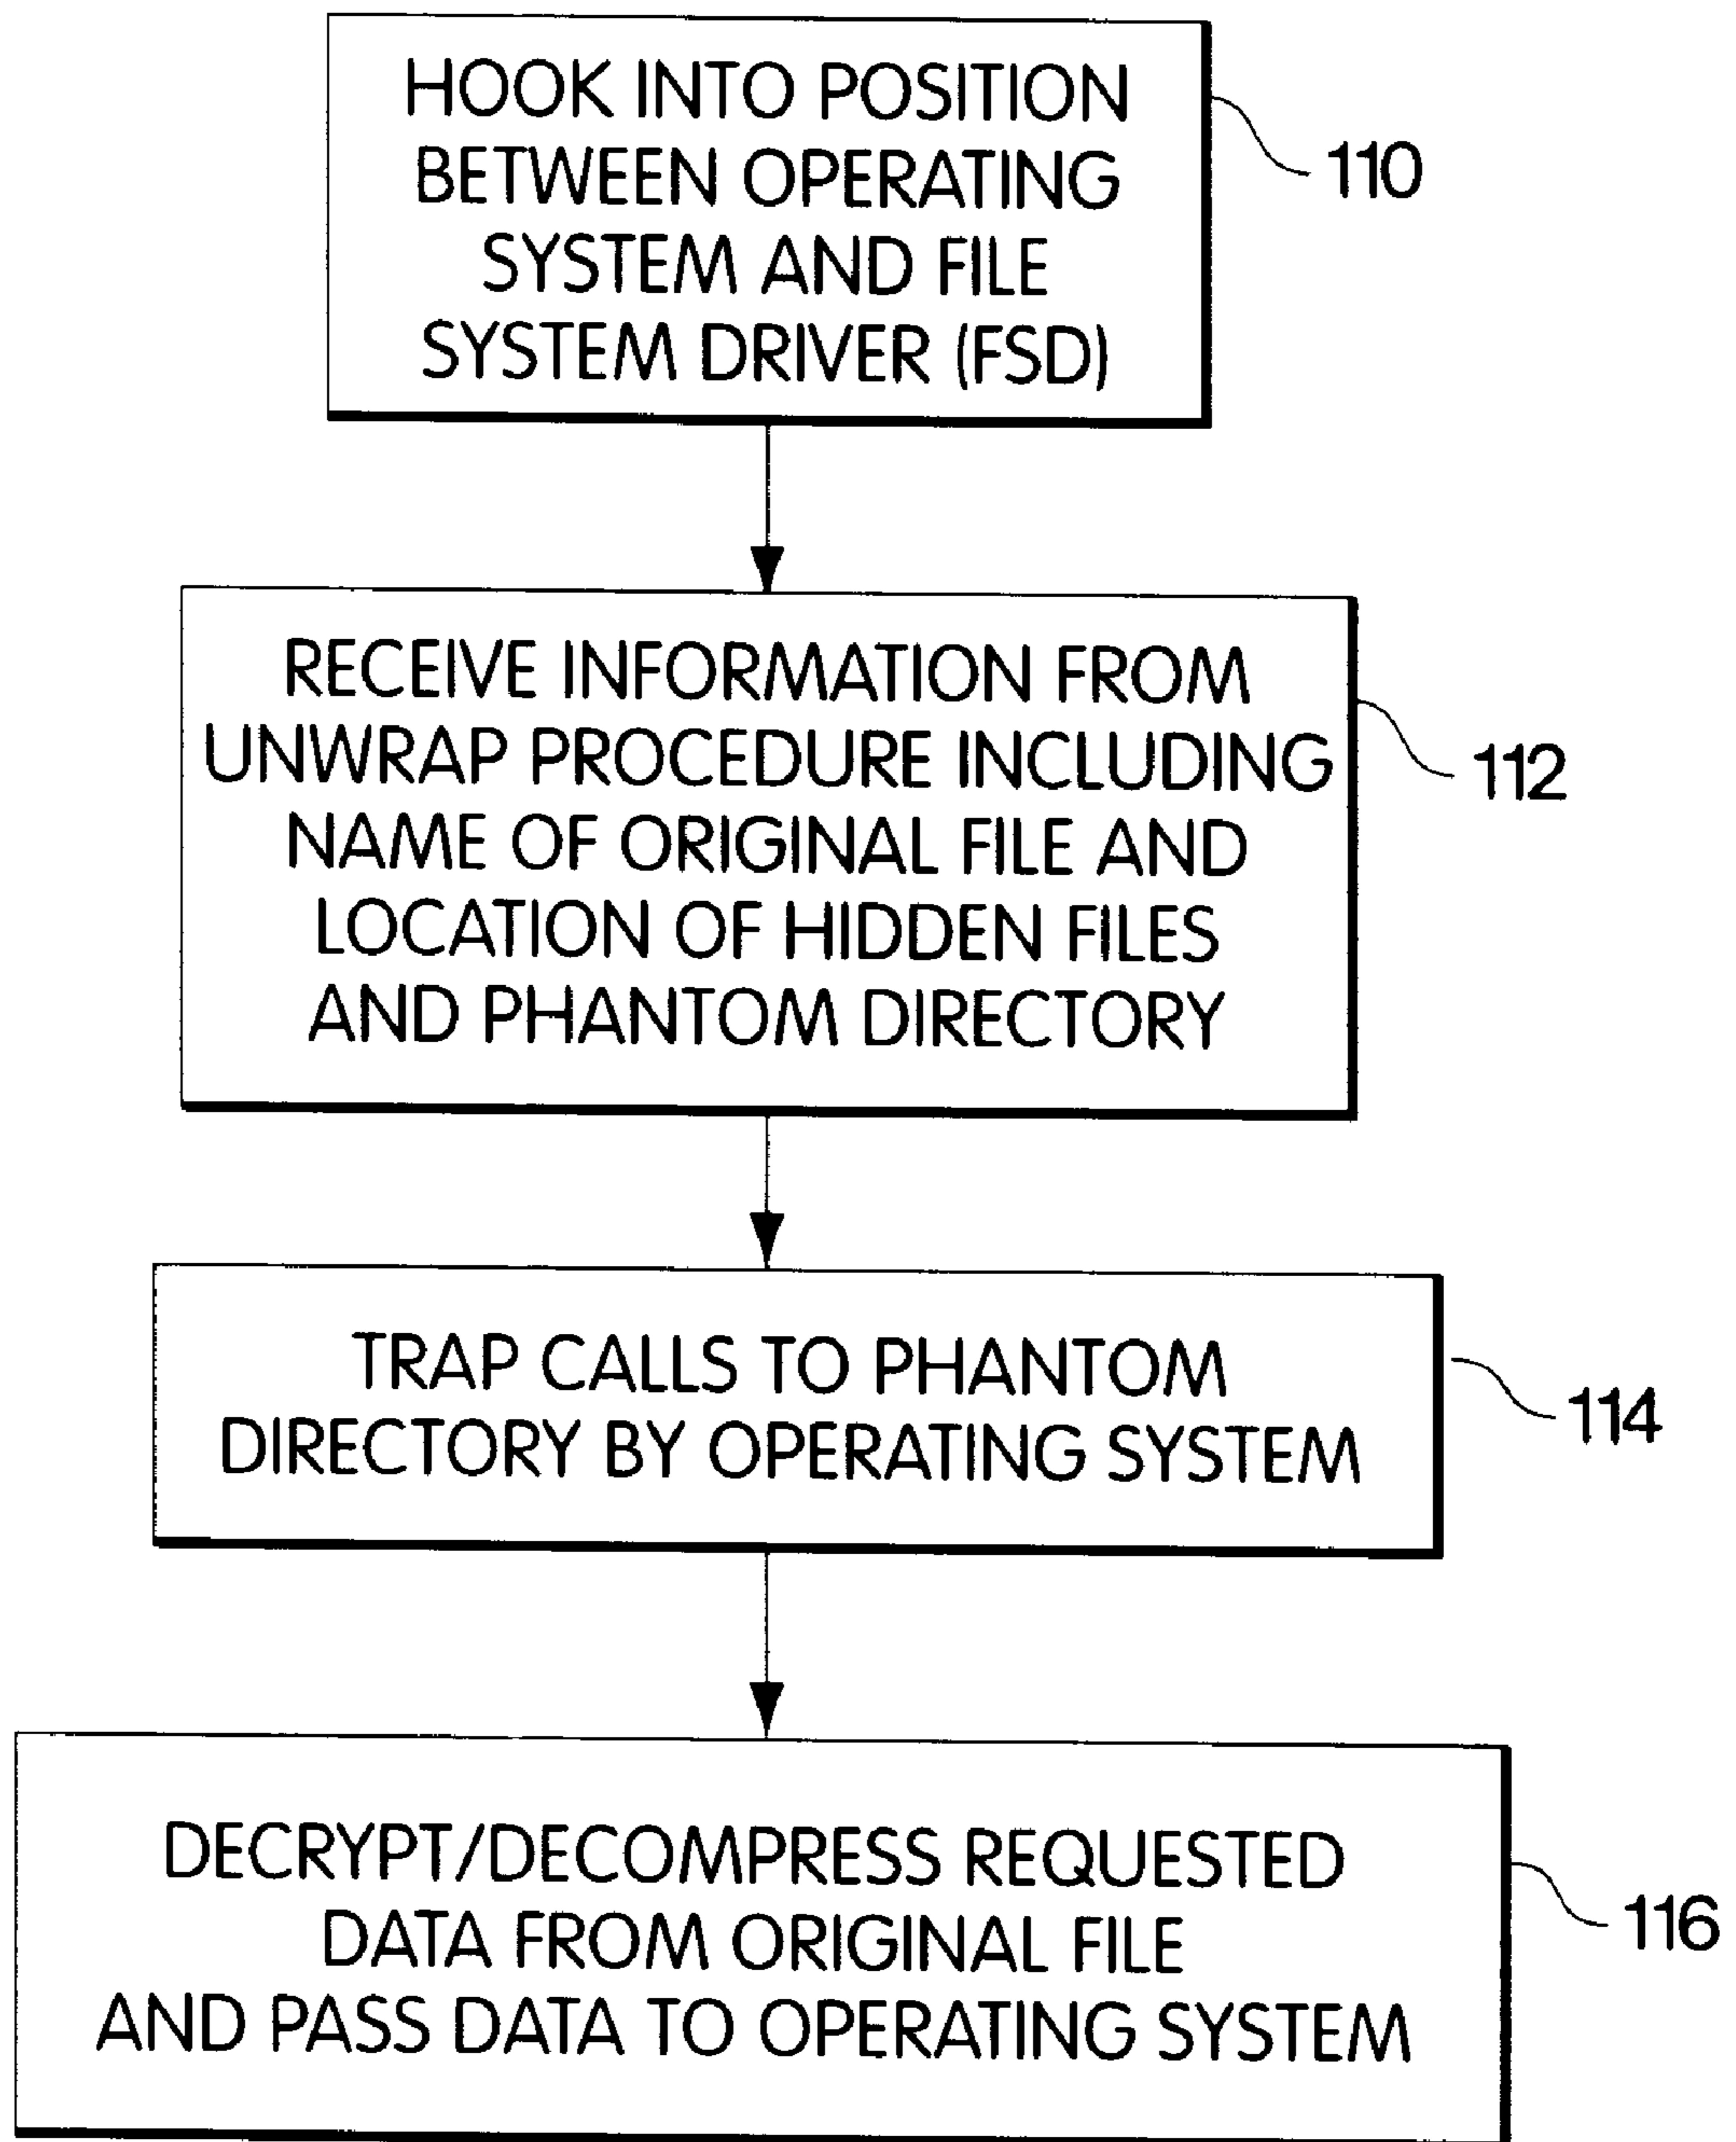 HOOK INTO POSITION
BETWEEN OPERATING
SYSTEM AND FILE
SYSTEM DRIVER (FSD)
110
RECEIVE INFORMATION FROM
UNWRAP PROCEDURE INCLUDING
NAME OF ORIGINAL FILE AND
LOCATION OF HIDDEN FILES
AND PHANTOM DIRECTORY
112
TRAP CALLS TO PHANTOM
DIRECTORY BY OPERATING SYSTEM
114
DECRYPT/DECOMPRESS REQUESTED
DATA FROM ORIGINAL FILE
AND PASS DATA TO OPERATING SYSTEM
116